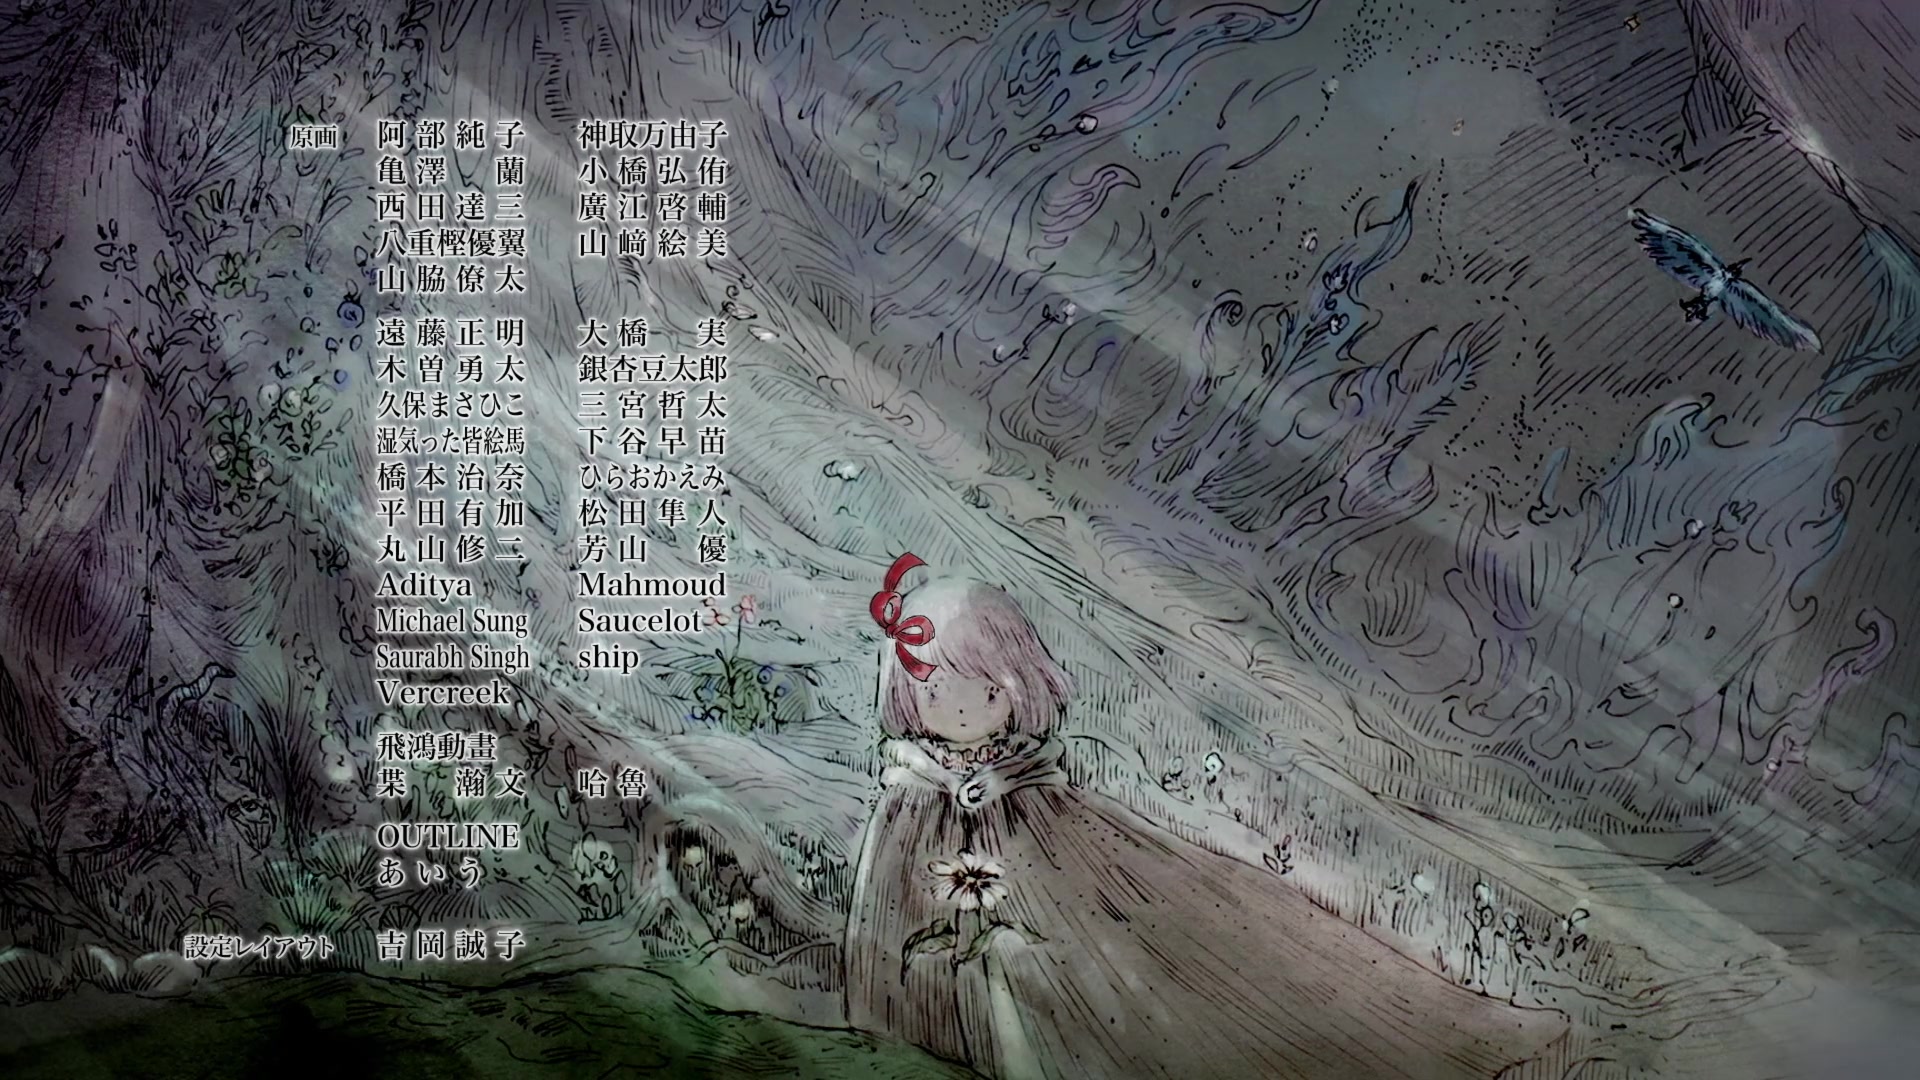 原画 阿部純子 神取万由子
亀澤蘭 小橋弘侑
西田達三 廣江啓輔
八重樫優翼 山﨑絵美
山脇僚太
遠藤正明 大橋実
木曽勇太 銀杏豆太郎
久保まさひこ 三宮哲太
湿気った皆絵馬 下谷早苗
橋本治奈 ひらおかえみ
平田有加 松田隼人
丸山修二 芳山優
Aditya Mahmoud
Michael Sung Saucelot
Saurabh Singh ship
Vercreek
飛鴻動畫
葉瀚文 哈魯
OUTLINE
あいう
設定レイアウト 吉岡誠子